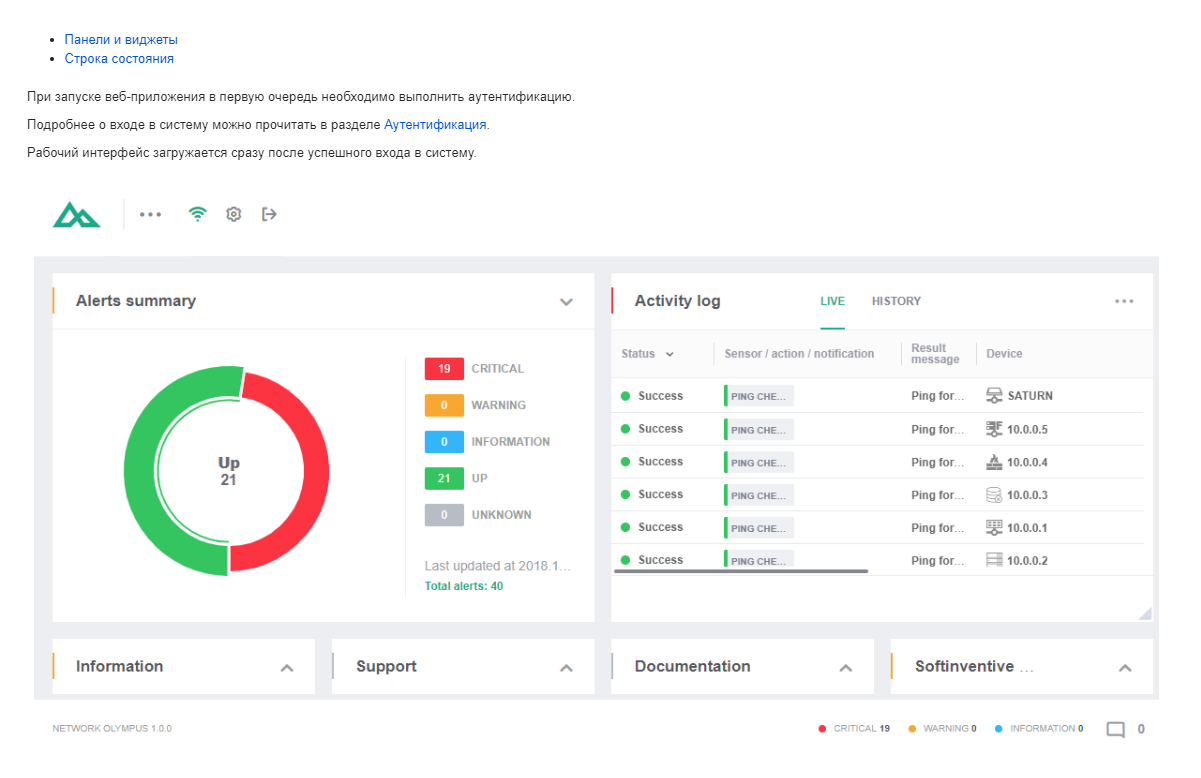 Панели и виджеты
Строка состояния
При запуске веб-приложения в первую очередь необходимо выполнить аутентификацию.
Подробнее о входе в систему можно прочитать в разделе Аутентификация.
Рабочий интерфейс загружается сразу после успешного входа в систему.
Alerts summary
Up
21
19 CRITICAL
0 WARNING
0 INFORMATION
21 UP
0 UNKNOWN
Last updated at 2018.1...
Total alerts: 40
Activity log LIVE HISTORY
Status Sensor / action / notification Result message Device
Success PING CHE... Ping for... SATURN
Success PING CHE... Ping for... 10.0.0.5
Success PING CHE... Ping for... 10.0.0.4
Success PING CHE... Ping for... 10.0.0.3
Success PING CHE... Ping for... 10.0.0.1
Success PING CHE... Ping for... 10.0.0.2
Information Support Documentation Softinventive ...
NETWORK OLYMPUS 1.0.0 CRITICAL 19 WARNING 0 INFORMATION 0 0